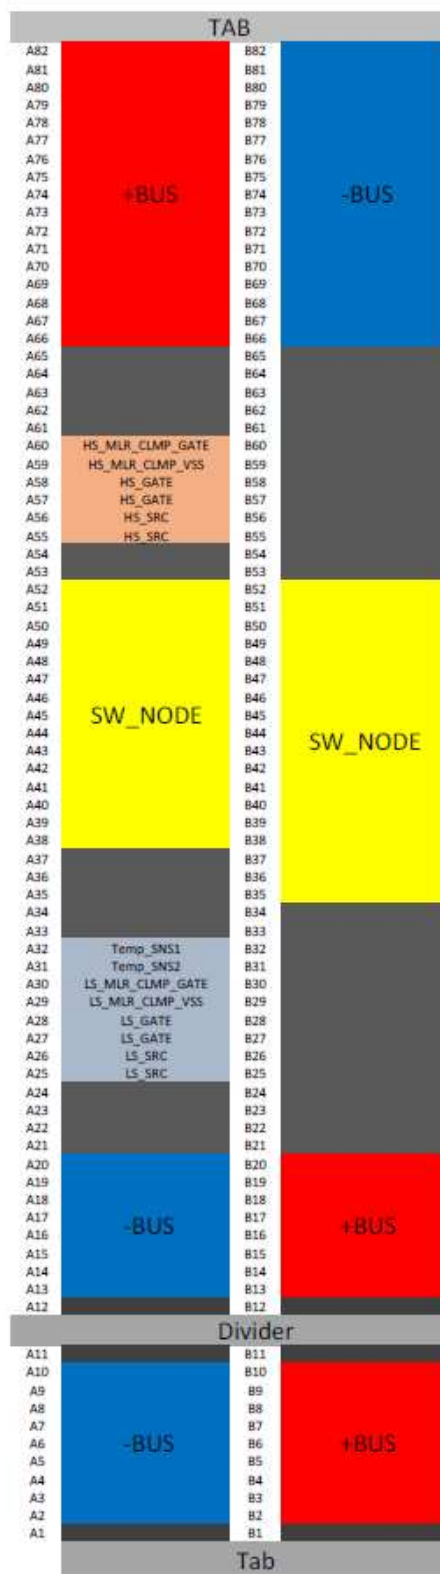 TAB
A82 B82
A81 B81
A80 B80
A79 B79
A78 B78
A77 B77
A76 B76
A75 B75
A74 +BUS B74 -BUS
A73 B73
A72 B72
A71 B71
A70 B70
A69 B69
A68 B68
A67 B67
A66 B66
A65 B65
A64 B64
A63 B63
A62 B62
A61 B61
A60 HS_MLR_CLMP_GATE B60
A59 HS_MLR_CLMP_VSS B59
A58 HS_GATE B58
A57 HS_GATE B57
A56 HS_SRC B56
A55 HS_SRC B55
A54 B54
A53 B53
A52 B52
A51 B51
A50 B50
A49 B49
A48 B48
A47 B47
A46 B46
A45 SW_NODE B45
A44 B44
A43 B43 SW_NODE
A42 B42
A41 B41
A40 B40
A39 B39
A38 B38
A37 B37
A36 B36
A35 B35
A34 B34
A33 B33
A32 Temp_SNS1 B32
A31 Temp_SNS2 B31
A30 LS_MLR_CLMP_GATE B30
A29 LS_MLR_CLMP_VSS B29
A28 LS_GATE B28
A27 LS_GATE B27
A26 LS_SRC B26
A25 LS_SRC B25
A24 B24
A23 B23
A22 B22
A21 B21
A20 B20
A19 B19
A18 B18
A17 -BUS B17 +BUS
A16 B16
A15 B15
A14 B14
A13 B13
A12 B12
Divider
A11 B11
A10 B10
A9 B9
A8 B8
A7 B7
A6 -BUS B6 +BUS
A5 B5
A4 B4
A3 B3
A2 B2
A1 B1
Tab